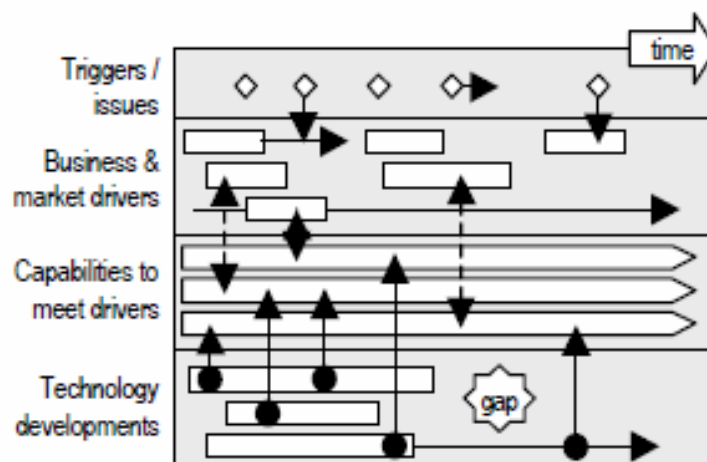 time
Triggers /
issues
Business &
market drivers
Capabilities to
meet drivers
Technology
developments
gap